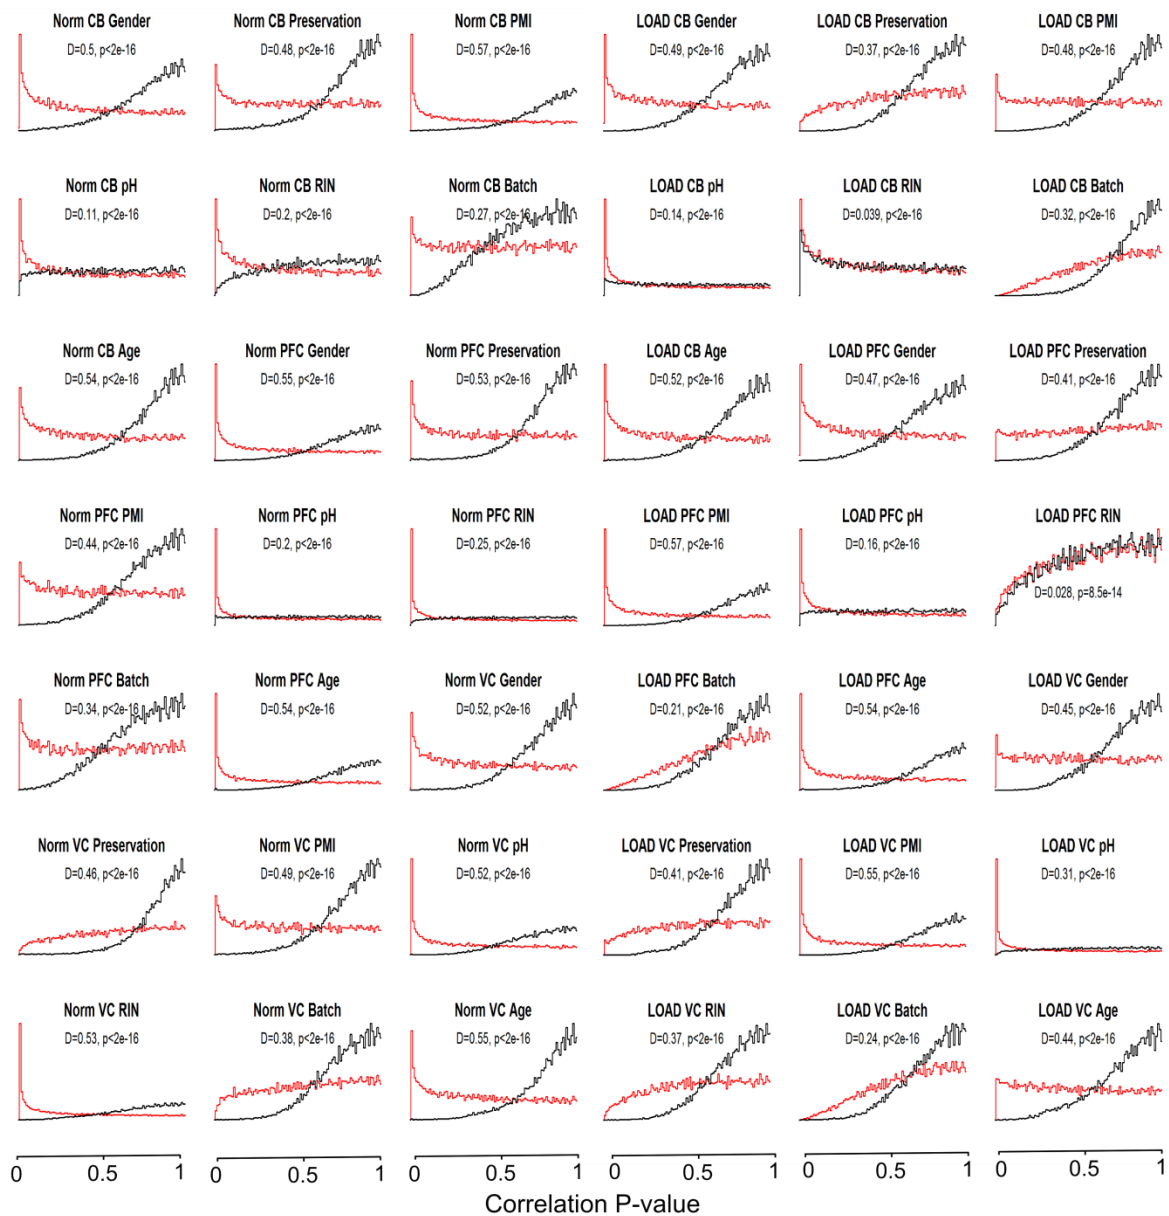 Norm CB Gender
D=0.5, p<2e-16
Norm CB Preservation
D=0.48, p<2e-16
Norm CB PMI
D=0.57, p<2e-16
LOAD CB Gender
D=0.49, p<2e-16
LOAD CB Preservation
D=0.37, p<2e-16
LOAD CB PMI
D=0.48, p<2e-16
Norm CB pH
D=0.11, p<2e-16
Norm CB RIN
D=0.2, p<2e-16
Norm CB Batch
D=0.27, p<2e-16
LOAD CB pH
D=0.14, p<2e-16
LOAD CB RIN
D=0.039, p<2e-16
LOAD CB Batch
D=0.32, p<2e-16
Norm CB Age
D=0.54, p<2e-16
Norm PFC Gender
D=0.55, p<2e-16
Norm PFC Preservation
D=0.53, p<2e-16
LOAD CB Age
D=0.52, p<2e-16
LOAD PFC Gender
D=0.47, p<2e-16
LOAD PFC Preservation
D=0.41, p<2e-16
Norm PFC PMI
D=0.44, p<2e-16
Norm PFC pH
D=0.2, p<2e-16
Norm PFC RIN
D=0.25, p<2e-16
LOAD PFC PMI
D=0.57, p<2e-16
LOAD PFC pH
D=0.16, p<2e-16
LOAD PFC RIN
D=0.028, p=8.5e-14
Norm PFC Batch
D=0.34, p<2e-16
Norm PFC Age
D=0.54, p<2e-16
Norm VC Gender
D=0.52, p<2e-16
LOAD PFC Batch
D=0.21, p<2e-16
LOAD PFC Age
D=0.54, p<2e-16
LOAD VC Gender
D=0.45, p<2e-16
Norm VC Preservation
D=0.46, p<2e-16
Norm VC PMI
D=0.49, p<2e-16
Norm VC pH
D=0.52, p<2e-16
LOAD VC Preservation
D=0.41, p<2e-16
LOAD VC PMI
D=0.55, p<2e-16
LOAD VC pH
D=0.31, p<2e-16
Norm VC RIN
D=0.53, p<2e-16
Norm VC Batch
D=0.38, p<2e-16
Norm VC Age
D=0.55, p<2e-16
LOAD VC RIN
D=0.37, p<2e-16
LOAD VC Batch
D=0.24, p<2e-16
LOAD VC Age
D=0.44, p<2e-16
0 0.5 1 0 0.5 1 0 0.5 1 0 0.5 1 0 0.5 1 0 0.5 1
Correlation P-value